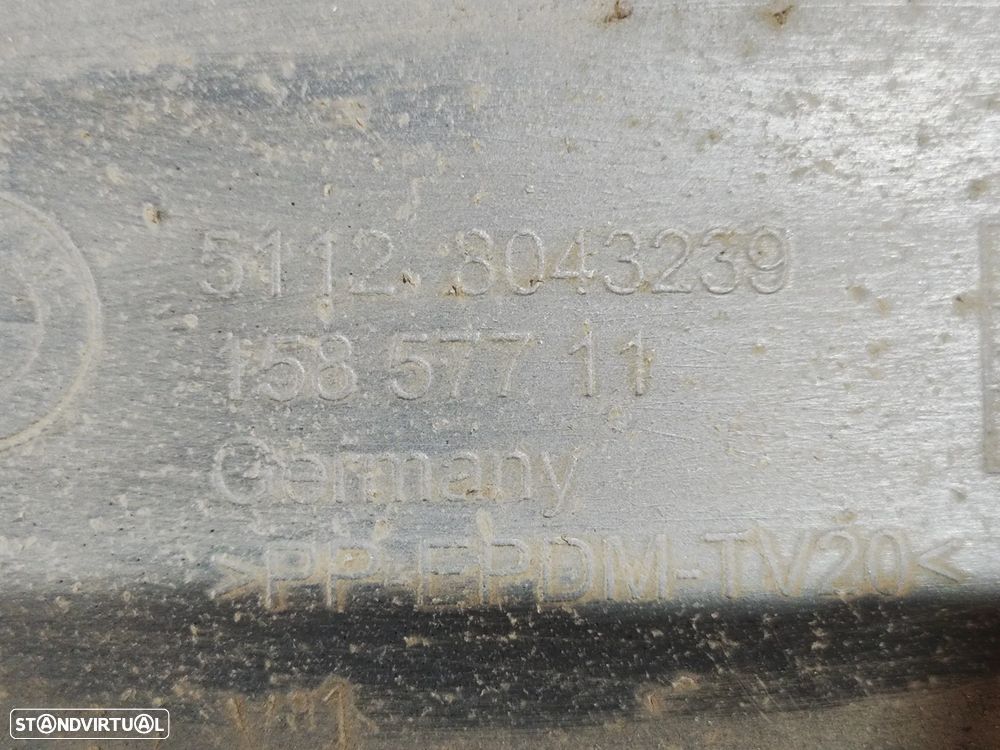 5112.8043239
158 577 11
Germany
>PP-EPDM-TV20<
STANDVIRTUAL